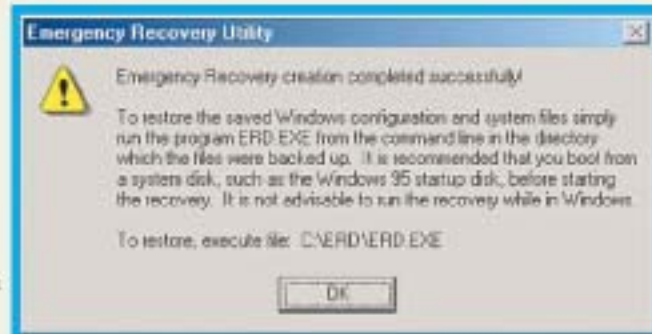 Emergency Recovery Utility
Emergency Recovery creation completed successfully!
To restore the saved Windows configuration and system files simply
run the program ERD.EXE from the command line in the directory
which the files were backed up. It is recommended that you boot from
a system disk, such as the Windows 95 startup disk, before starting
the recovery. It is not advisable to run the recovery while in Windows.
To restore, execute file: C:\ERD\ERD.EXE
OK